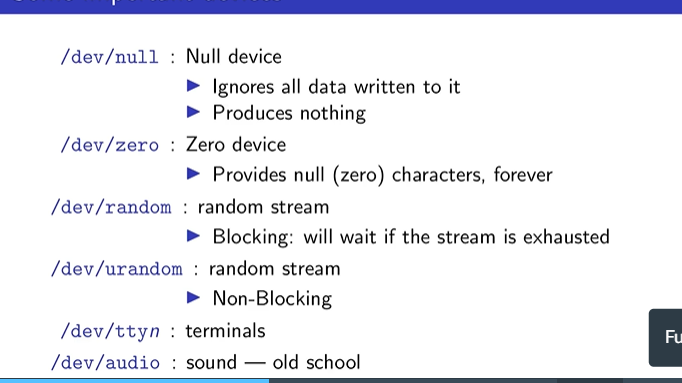 /dev/null : Null device
▶ Ignores all data written to it
▶ Produces nothing
/dev/zero : Zero device
▶ Provides null (zero) characters, forever
/dev/random : random stream
▶ Blocking: will wait if the stream is exhausted
/dev/urandom : random stream
▶ Non-Blocking
/dev/ttyn : terminals
Fu
/dev/audio : sound — old school